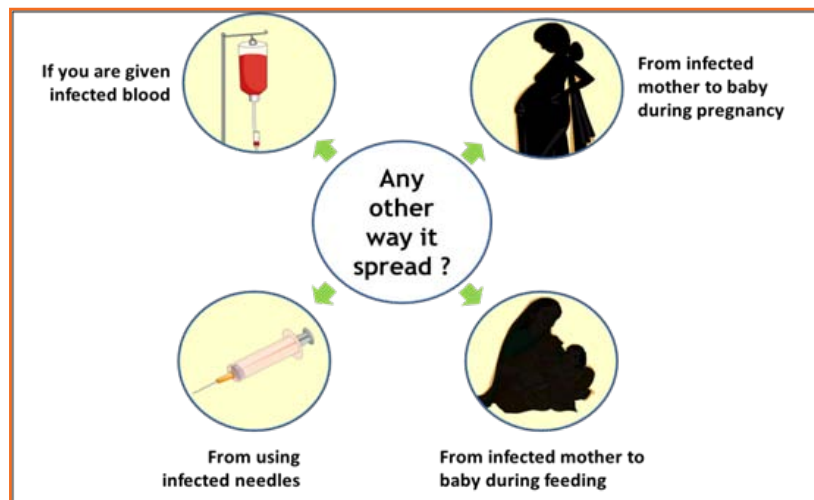 If you are given
infected blood
From infected
mother to baby
during pregnancy
Any
other
way it
spread ?
From using
infected needles
From infected mother to
baby during feeding